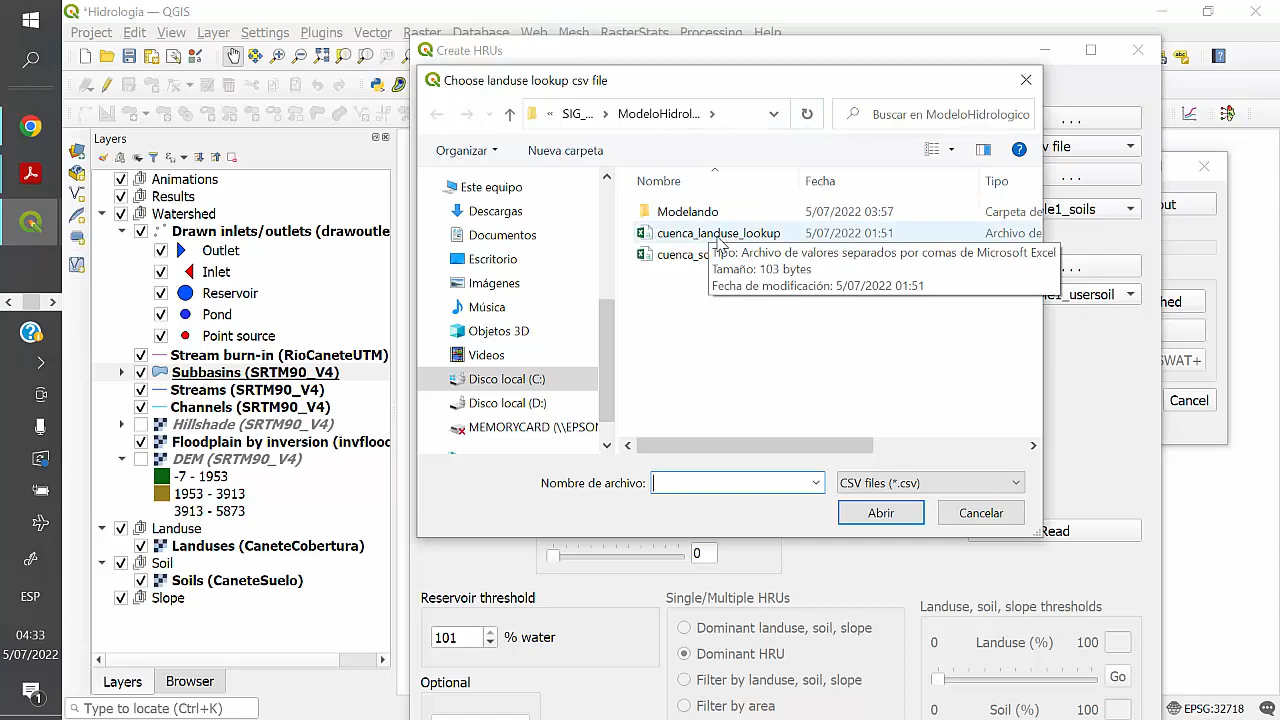 *Hidrologia — QGIS
Project Edit View Layer Settings Plugins Vector Raster Database Web Mesh RasterStats Processing Help
Create HRUs
Choose landuse lookup csv file
« SIG_... > ModeloHidrol... >
Buscar en ModeloHidrologico
Organizar
Nueva carpeta
Este equipo
Descargas
Documentos
Escritorio
Imágenes
Música
Objetos 3D
Videos
Disco local (C:)
Disco local (D:)
MEMORYCARD (\\EPSON
Nombre Fecha Tipo
Modelando 5/07/2022 03:57 Carpeta de
cuenca_landuse_lookup 5/07/2022 01:51 Archivo de
cuenca_so
Tipo: Archivo de valores separados por comas de Microsoft Excel
Tamaño: 103 bytes
Fecha de modificación: 5/07/2022 01:51
Nombre de archivo:
CSV files (*.csv)
Abrir
Cancelar
Layers
Animations
Results
Watershed
Drawn inlets/outlets (drawoutle
Outlet
Inlet
Reservoir
Pond
Point source
Stream burn-in (RioCaneteUTM)
Subbasins (SRTM90_V4)
Streams (SRTM90_V4)
Channels (SRTM90_V4)
Hillshade (SRTM90_V4)
Floodplain by inversion (invfloo
DEM (SRTM90_V4)
-7 - 1953
1953 - 3913
3913 - 5873
Landuse
Landuses (CaneteCobertura)
Soil
Soils (CaneteSuelo)
Slope
Layers Browser
Type to locate (Ctrl+K)
. . .
v file
. . .
le1_soils
. . .
1_usersoil
Read
ut
hed
SWAT+
Cancel
0
Reservoir threshold
101 % water
Optional
Single/Multiple HRUs
Dominant landuse, soil, slope
Dominant HRU
Filter by landuse, soil, slope
Filter by area
Landuse, soil, slope thresholds
0 Landuse (%) 100
Go
0 Soil (%) 100
EPSG:32718
ESP
04:33
5/07/2022
1